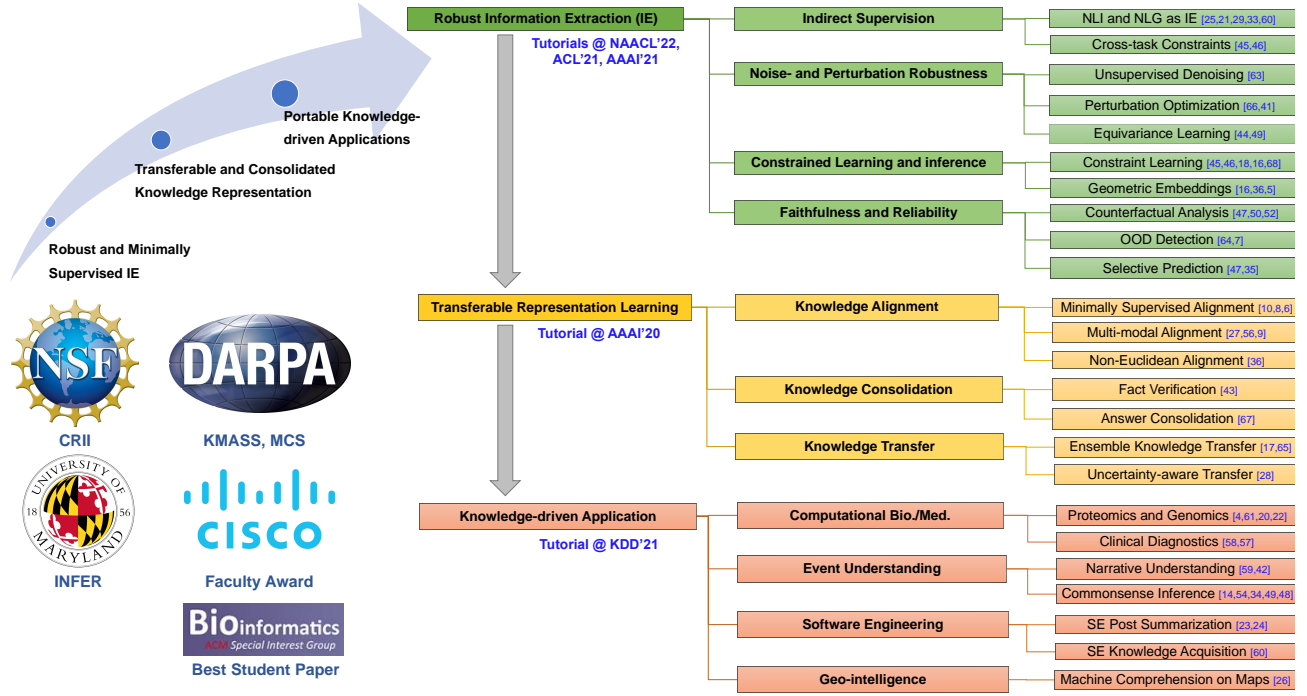 Portable Knowledge-
driven Applications
Transferable and Consolidated
Knowledge Representation
Robust and Minimally
Supervised IE
NSF
CRII
DARPA
KMASS, MCS
UNIVERSITY OF
18 56
MARYLAND
INFER
CISCO
Faculty Award
Bioinformatics
ACM Special Interest Group
Best Student Paper
Robust Information Extraction (IE)
Tutorials @ NAACL'22,
ACL'21, AAAI'21
Indirect Supervision
NLI and NLG as IE [25,21,29,33,60]
Cross-task Constraints [45,46]
Noise- and Perturbation Robustness
Unsupervised Denoising [63]
Perturbation Optimization [66,41]
Equivariance Learning [44,49]
Constrained Learning and inference
Constraint Learning [45,46,18,16,68]
Geometric Embeddings [16,36,5]
Faithfulness and Reliability
Counterfactual Analysis [47,50,52]
OOD Detection [64,7]
Selective Prediction [47,35]
Transferable Representation Learning
Tutorial @ AAAI'20
Knowledge Alignment
Minimally Supervised Alignment [10,8,6]
Multi-modal Alignment [27,56,9]
Non-Euclidean Alignment [36]
Knowledge Consolidation
Fact Verification [43]
Answer Consolidation [67]
Knowledge Transfer
Ensemble Knowledge Transfer [17,65]
Uncertainty-aware Transfer [28]
Knowledge-driven Application
Tutorial @ KDD'21
Computational Bio./Med.
Proteomics and Genomics [4,61,20,22]
Clinical Diagnostics [58,57]
Event Understanding
Narrative Understanding [59,42]
Commonsense Inference [14,54,34,49,48]
Software Engineering
SE Post Summarization [23,24]
SE Knowledge Acquisition [60]
Geo-intelligence
Machine Comprehension on Maps [26]